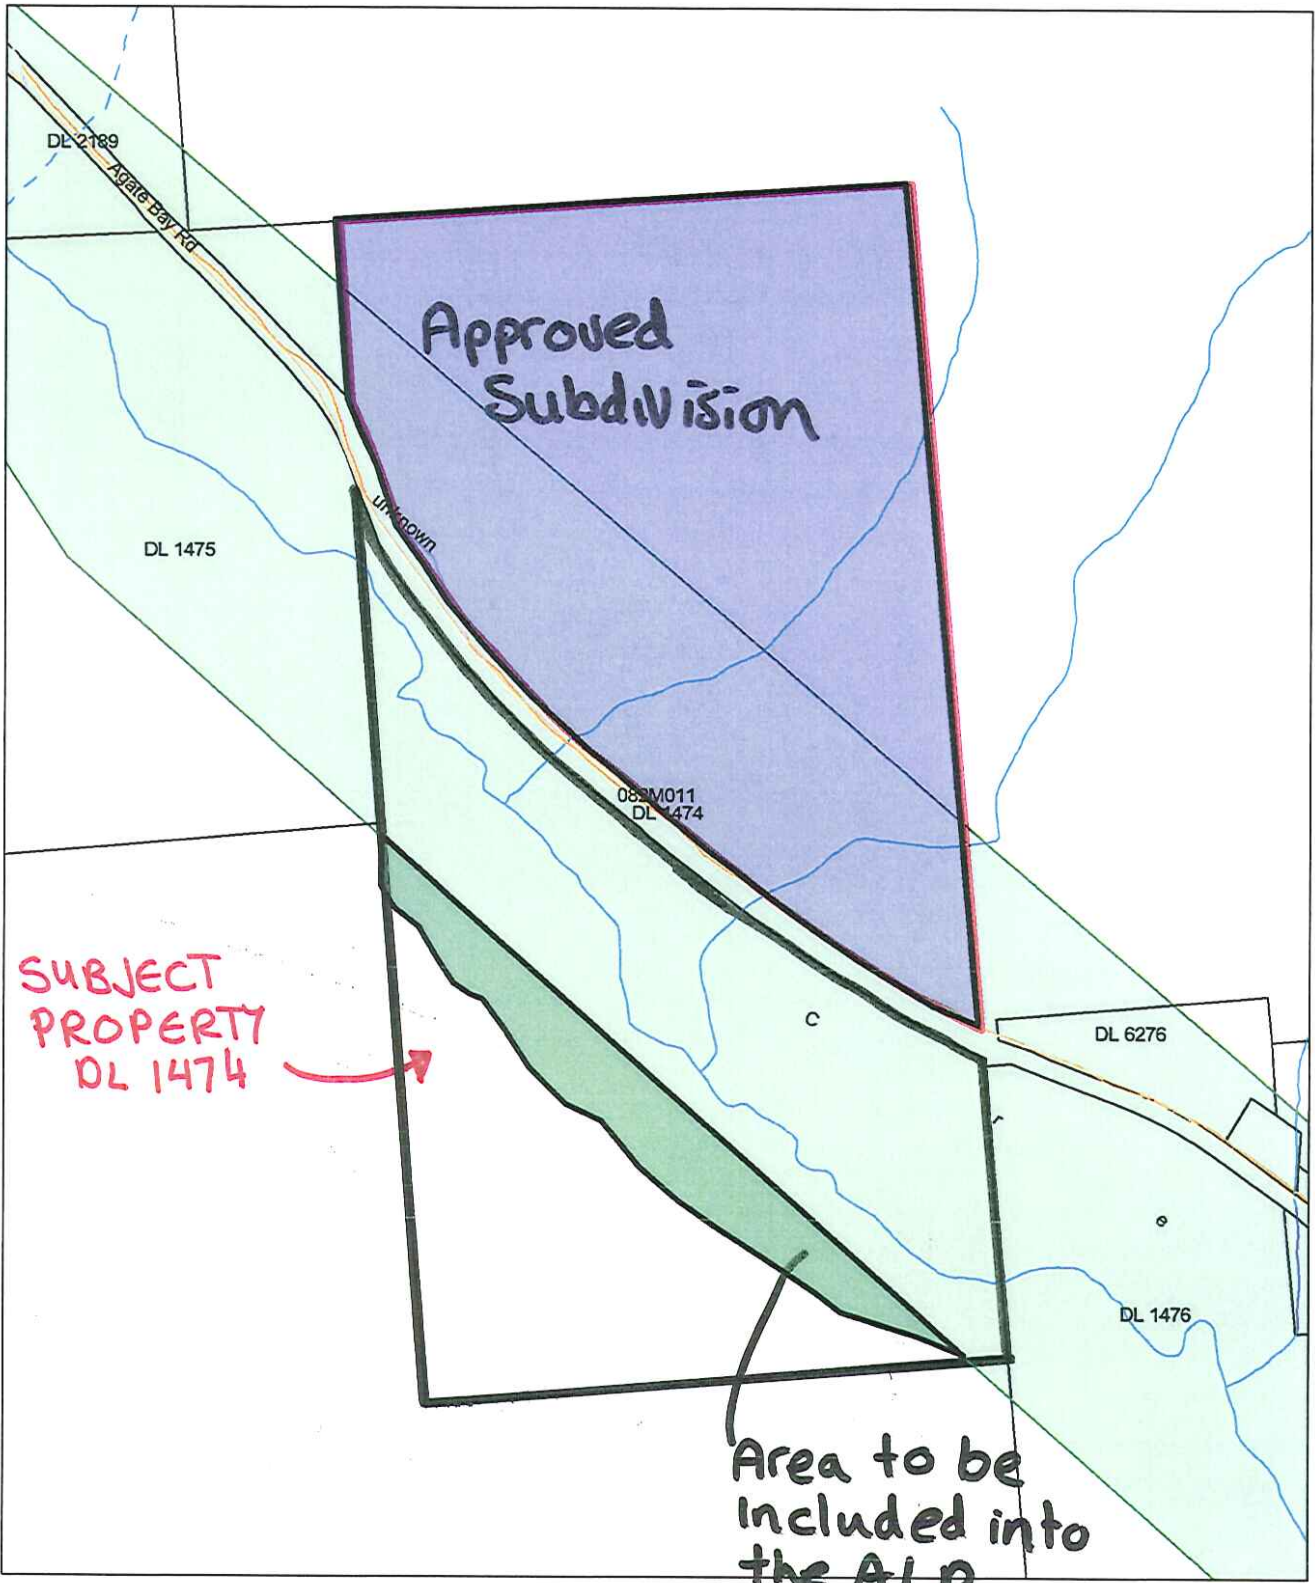 DL 2189
Agate Bay Rd
Approved
Subdivision
unknown
DL 1475
082M011
DL 1474
SUBJECT
PROPERTY
DL 1474
C
r
e
DL 6276
DL 1476
Area to be
Included into
the